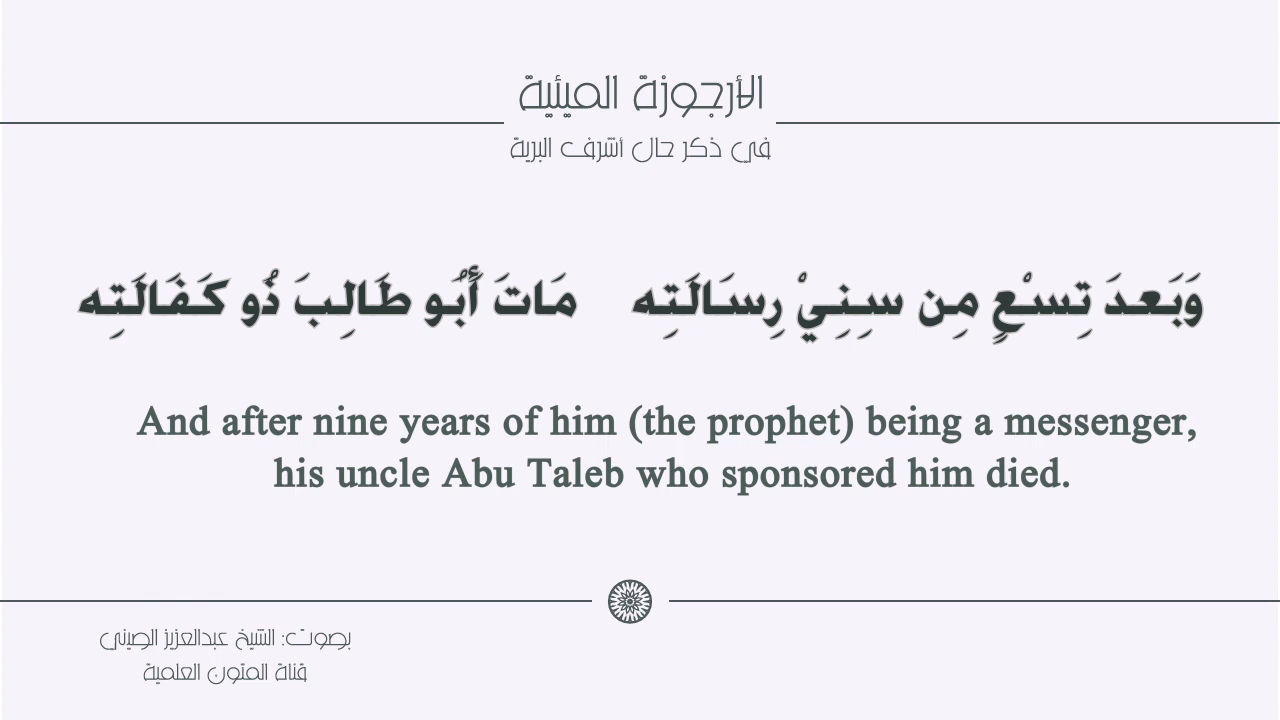 الأرجوزة الميئية
في ذكر حال أشرف البرية
وَبَعدَ تِسْعٍ مِن سِنِيْ رِسَالَتِه مَاتَ أَبُو طَالِبَ ذُو كَفَالَتِه
And after nine years of him (the prophet) being a messenger,
his uncle Abu Taleb who sponsored him died.
بصوت: الشيخ عبدالعزيز الصيني
قناة المتون العلمية